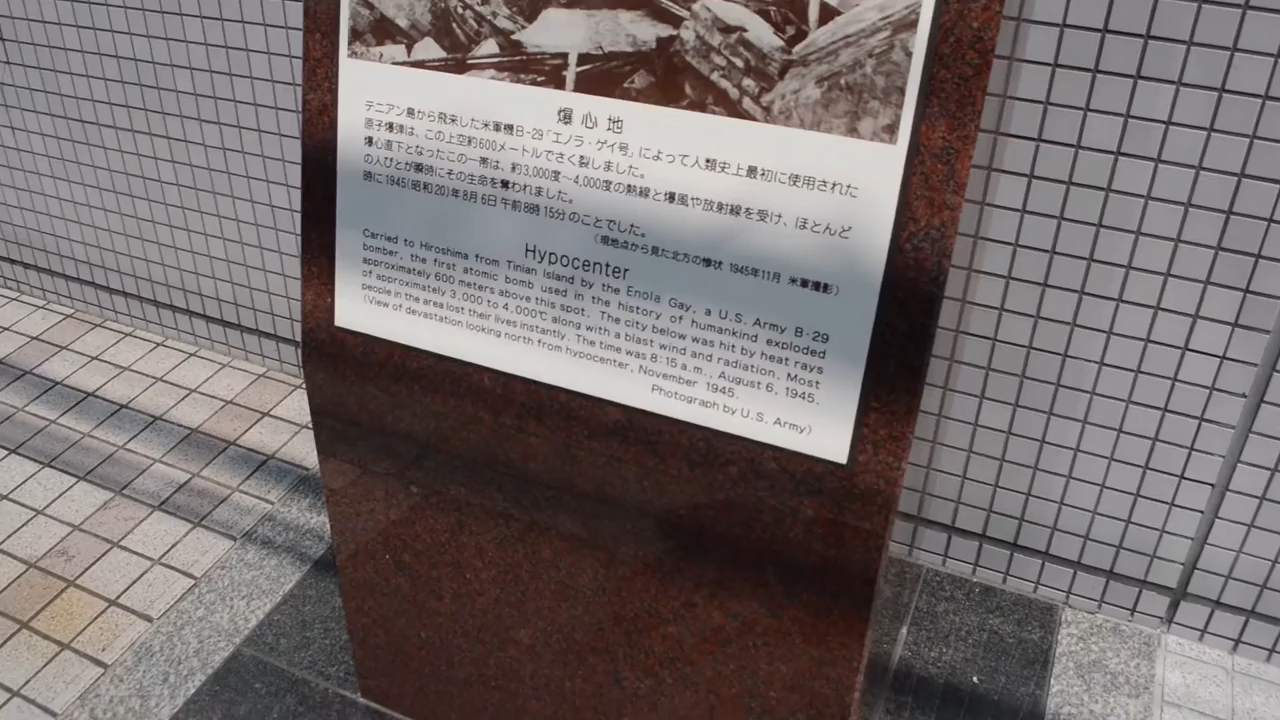 爆心地
テニアン島から飛来した米軍機B-29「エノラ・ゲイ号」によって人類史上最初に使用された
原子爆弾は、この上空約600メートルでさく裂しました。
爆心直下となったこの一帯は、約3,000度～4,000度の熱線と爆風や放射線を受け、ほとんど
の人びとが瞬時にその生命を奪われました。
時に1945(昭和20)年8月6日午前8時15分のことでした。
(現地点から見た北方の惨状 1945年11月 米軍撮影)
Hypocenter
Carried to Hiroshima from Tinian Island by the Enola Gay, a U.S. Army B-29
bomber, the first atomic bomb used in the history of humankind exploded
approximately 600 meters above this spot. The city below was hit by heat rays
of approximately 3,000 to 4,000℃ along with a blast wind and radiation. Most
people in the area lost their lives instantly. The time was 8:15 a.m., August 6, 1945.
(View of devastation looking north from hypocenter, November 1945.
Photograph by U.S. Army)